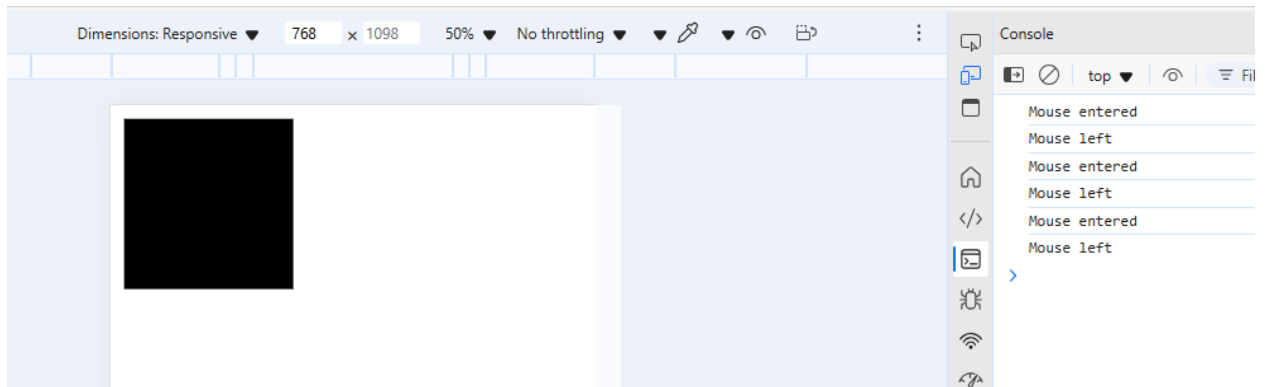 Dimensions: Responsive 768 x 1098 50% No throttling
Console
top Fil
Mouse entered
Mouse left
Mouse entered
Mouse left
Mouse entered
Mouse left